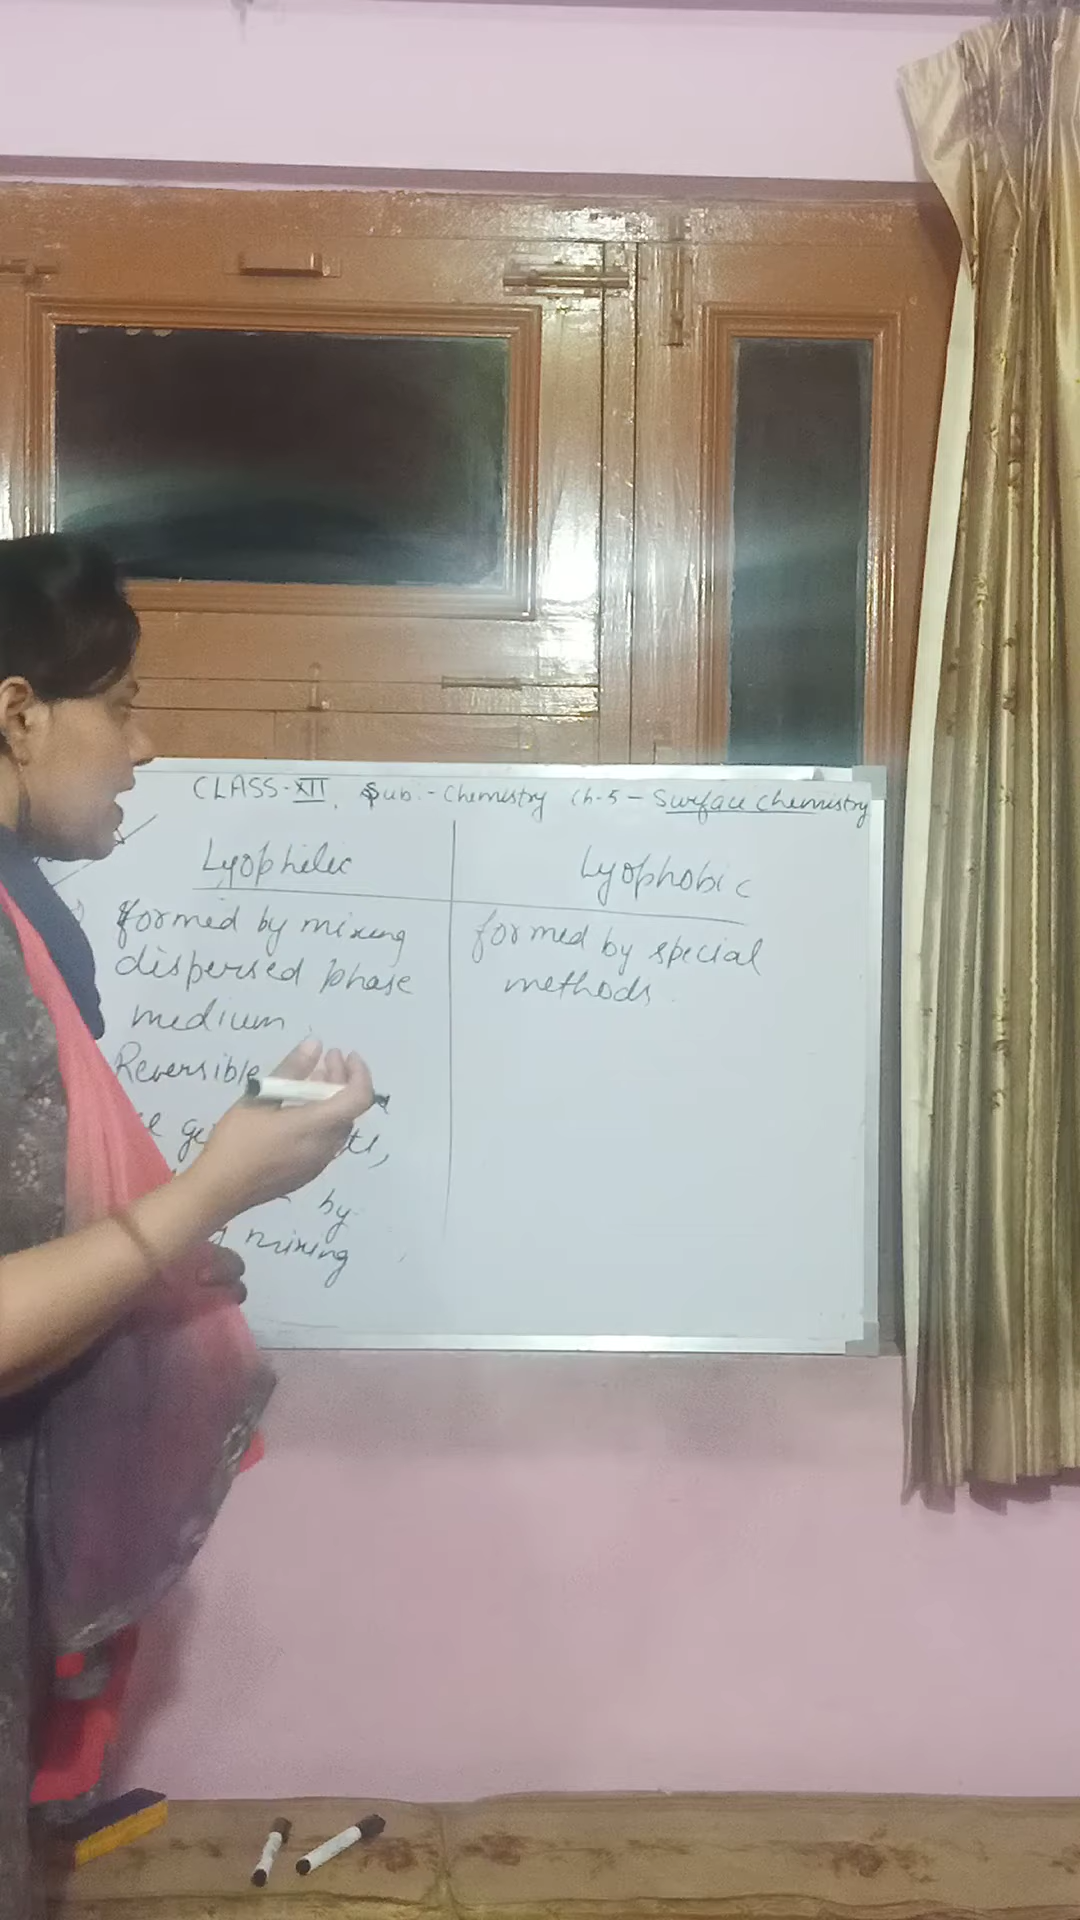 CLASS-XII, Sub:- Chemistry Ch-5 - Surface Chemistry
Lyophilic
Lyophobic
formed by mixing
dispersed phase
medium
Reversible
by
mixing
formed by special
methods.